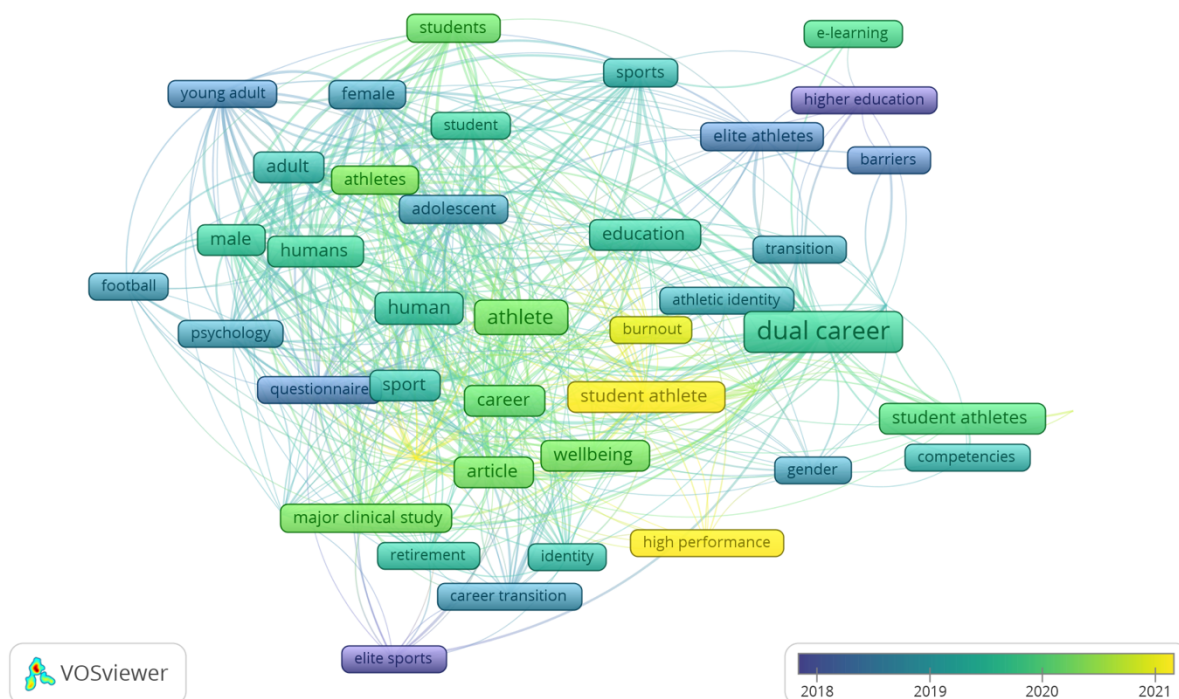 students
e-learning
sports
young adult
female
higher education
student
elite athletes
barriers
adult
athletes
adolescent
male
humans
education
transition
football
athletic identity
human
athlete
psychology
burnout
dual career
questionnaire
sport
career
student athlete
student athletes
wellbeing
competencies
article
gender
major clinical study
high performance
retirement
identity
career transition
elite sports
VOSviewer
2018 2019 2020 2021